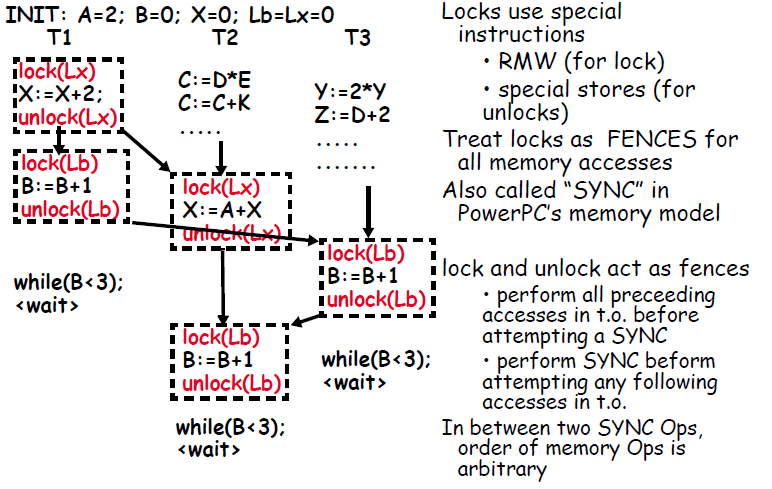 INIT: A=2; B=0; X=0; Lb=Lx=0
T1
T2
T3
lock(Lx)
X:=X+2;
unlock(Lx)
lock(Lb)
B:=B+1
unlock(Lb)
while(B<3);
<wait>
C:=D*E
C:=C+K
.....
lock(Lx)
X:=A+X
unlock(Lx)
lock(Lb)
B:=B+1
unlock(Lb)
while(B<3);
<wait>
Y:=2*Y
Z:=D+2
.....
.......
lock(Lb)
B:=B+1
unlock(Lb)
while(B<3);
<wait>
Locks use special
instructions
• RMW (for lock)
• special stores (for
unlocks)
Treat locks as FENCES for
all memory accesses
Also called “SYNC” in
PowerPC’s memory model
lock and unlock act as fences
• perform all preceeding
accesses in t.o. before
attempting a SYNC
• perform SYNC beform
attempting any following
accesses in t.o.
In between two SYNC Ops,
order of memory Ops is
arbitrary